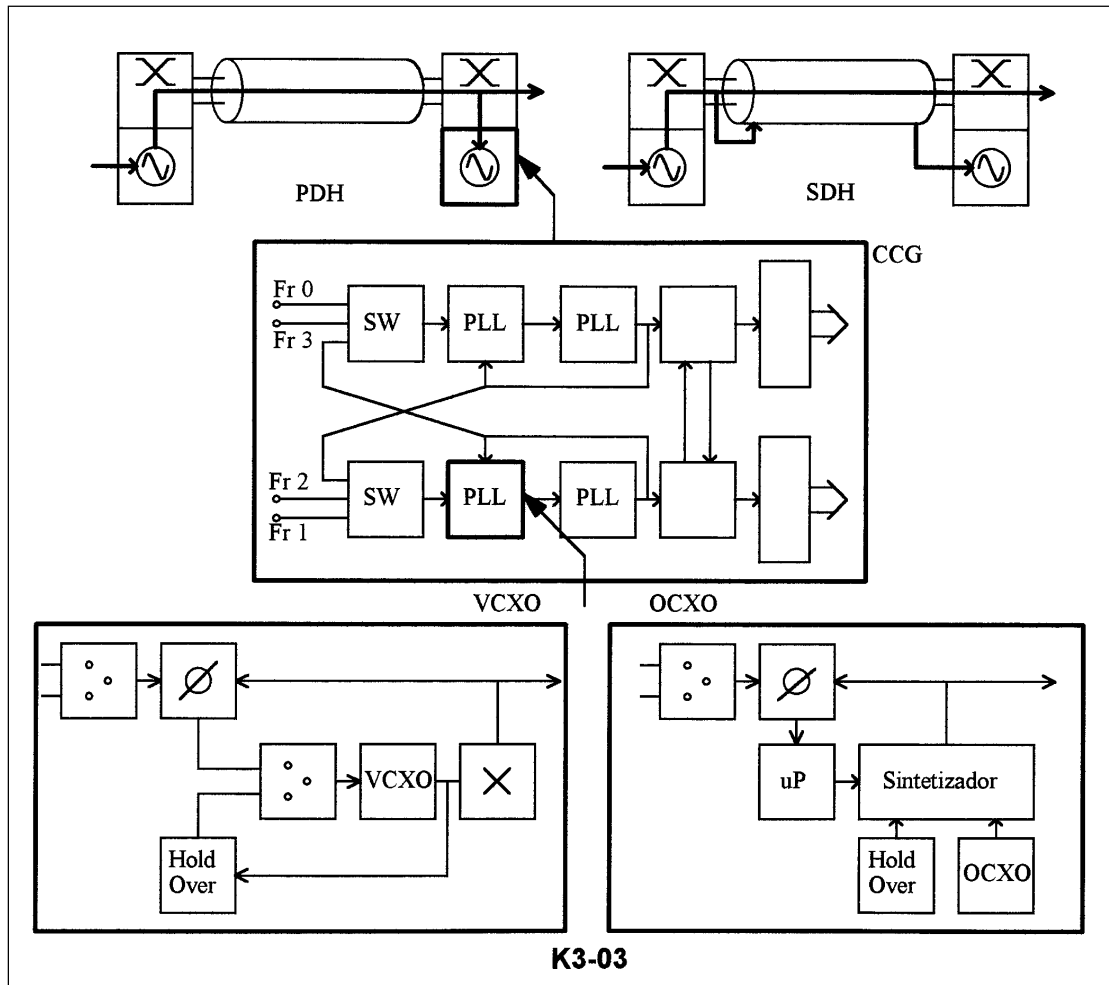 PDH
SDH
CCG
Fr 0
Fr 3
SW
PLL
PLL
Fr 2
Fr 1
SW
PLL
PLL
VCXO
OCXO
VCXO
Hold
Over
uP
Sintetizador
Hold
Over
OCXO
K3-03